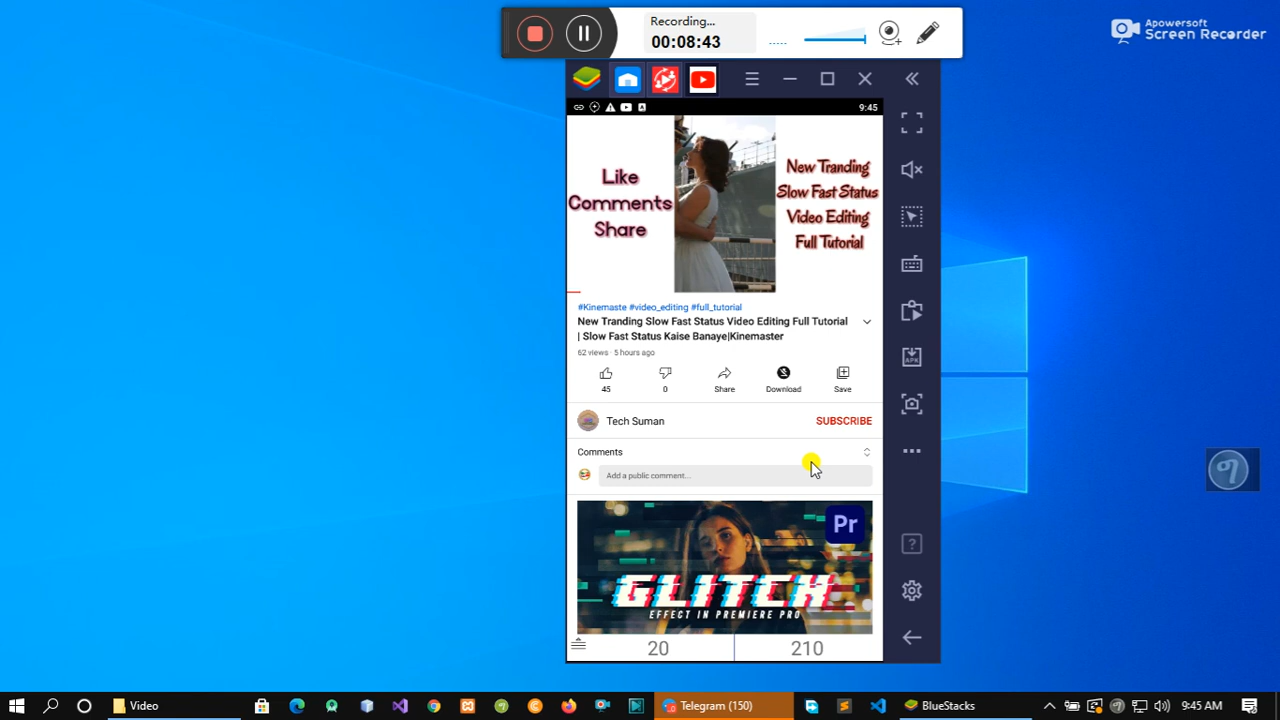 Recording...
00:08:43
Apowersoft
Screen Recorder
9:45
Like
Comments
Share
New Tranding
Slow Fast Status
Video Editing
Full Tutorial
#Kinemaste #video_editing #full_tutorial
New Tranding Slow Fast Status Video Editing Full Tutorial
| Slow Fast Status Kaise Banaye|Kinemaster
62 views · 5 hours ago
45
0
Share
Download
Save
Tech Suman
SUBSCRIBE
Comments
Add a public comment...
Pr
GLITCH
EFFECT IN PREMIERE PRO
20
210
APK
Video
Telegram (150)
BlueStacks
9:45 AM